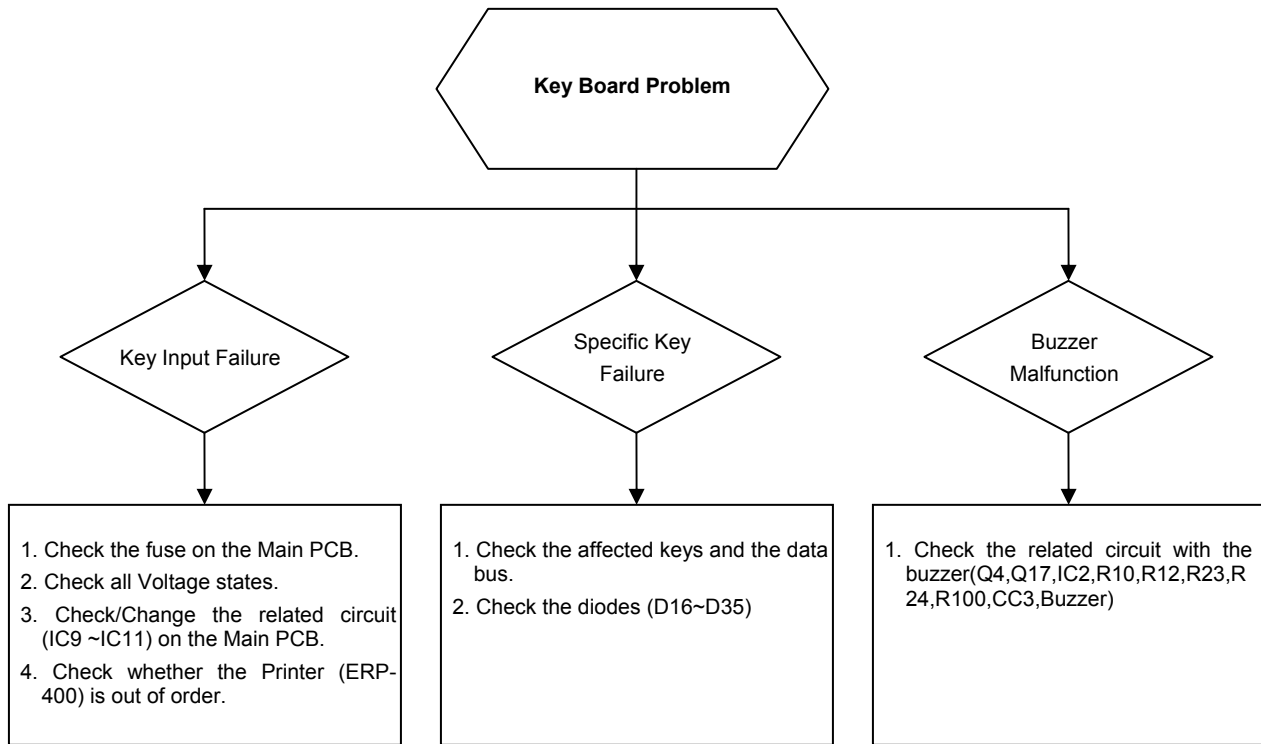 Key Board Problem
Key Input Failure
Specific Key
Failure
Buzzer
Malfunction
1. Check the fuse on the Main PCB.
2. Check all Voltage states.
3. Check/Change the related circuit
(IC9 ~IC11) on the Main PCB.
4. Check whether the Printer (ERP-
400) is out of order.
1. Check the affected keys and the data
bus.
2. Check the diodes (D16~D35)
1. Check the related circuit with the
buzzer(Q4,Q17,IC2,R10,R12,R23,R
24,R100,CC3,Buzzer)